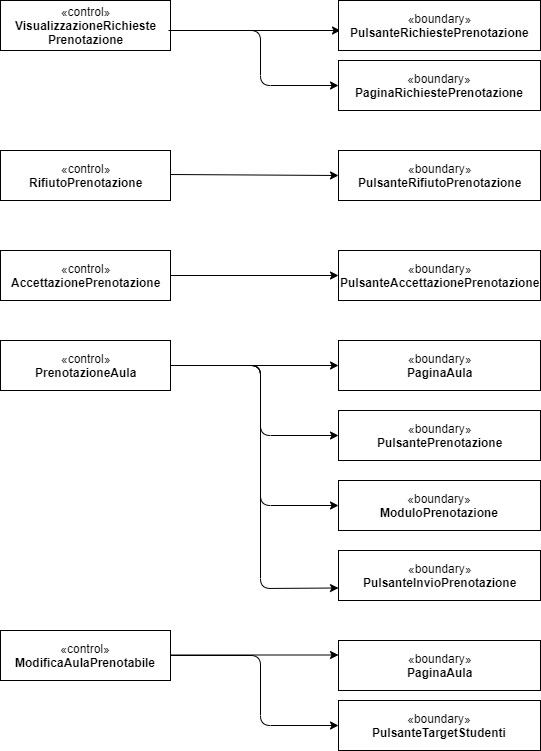 «control»
VisualizzazioneRichieste
Prenotazione
«boundary»
PulsanteRichiestePrenotazione
«boundary»
PaginaRichiestePrenotazione
«control»
RifiutoPrenotazione
«boundary»
PulsanteRifiutoPrenotazione
«control»
AccettazionePrenotazione
«boundary»
PulsanteAccettazionePrenotazione
«control»
PrenotazioneAula
«boundary»
PaginaAula
«boundary»
PulsantePrenotazione
«boundary»
ModuloPrenotazione
«boundary»
PulsanteInvioPrenotazione
«control»
ModificaAulaPrenotabile
«boundary»
PaginaAula
«boundary»
PulsanteTargetStudenti